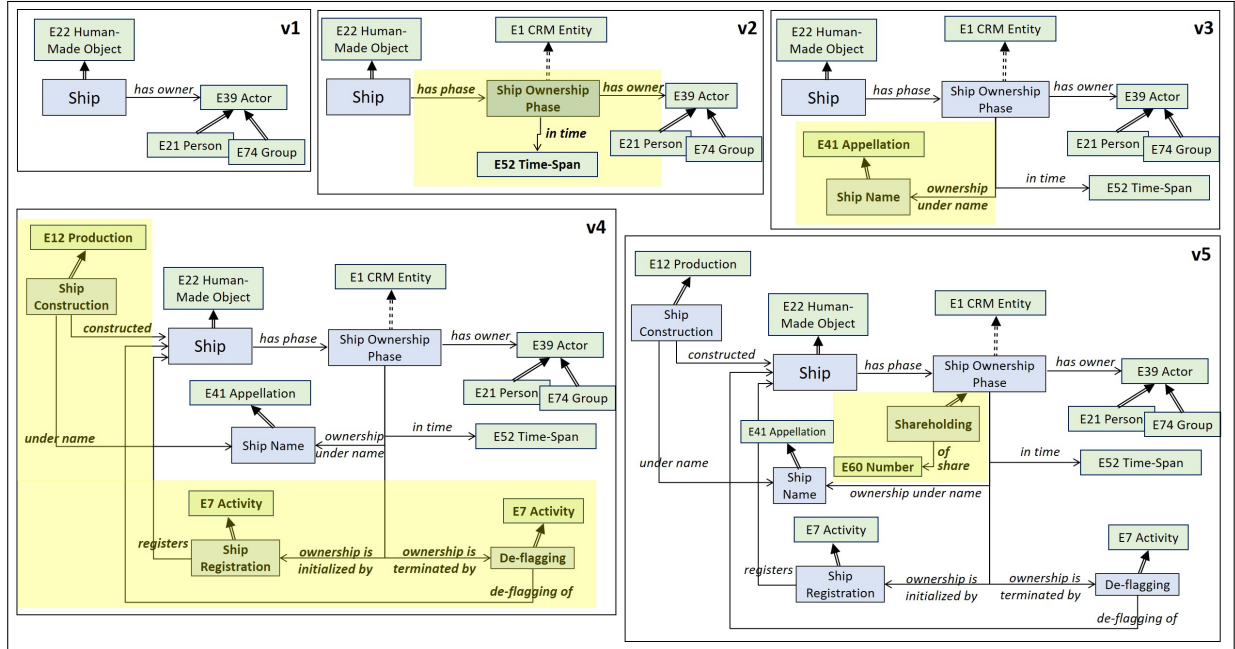 v1
E22 Human-
Made Object
Ship
has owner
E39 Actor
E21 Person
E74 Group
v2
E22 Human-
Made Object
E1 CRM Entity
Ship
has phase
Ship Ownership
Phase
has owner
E39 Actor
in time
E21 Person
E74 Group
E52 Time-Span
v3
E22 Human-
Made Object
E1 CRM Entity
Ship
has phase
Ship Ownership
Phase
has owner
E39 Actor
E21 Person
E74 Group
E41 Appellation
Ship Name
ownership
under name
in time
E52 Time-Span
v4
E12 Production
Ship
Construction
E22 Human-
Made Object
E1 CRM Entity
constructed
Ship
has phase
Ship Ownership
Phase
has owner
E39 Actor
E21 Person
E74 Group
E41 Appellation
under name
Ship Name
ownership
under name
in time
E52 Time-Span
E7 Activity
E7 Activity
registers
Ship
Registration
ownership is
initialized by
ownership is
terminated by
De-flagging
de-flagging of
v5
E12 Production
Ship
Construction
E22 Human-
Made Object
E1 CRM Entity
constructed
Ship
has phase
Ship Ownership
Phase
has owner
E39 Actor
E21 Person
E74 Group
E41 Appellation
Shareholding
of
share
E60 Number
under name
Ship
Name
ownership under name
in time
E52 Time-Span
E7 Activity
E7 Activity
registers
Ship
Registration
ownership is
initialized by
ownership is
terminated by
De-flagging
de-flagging of